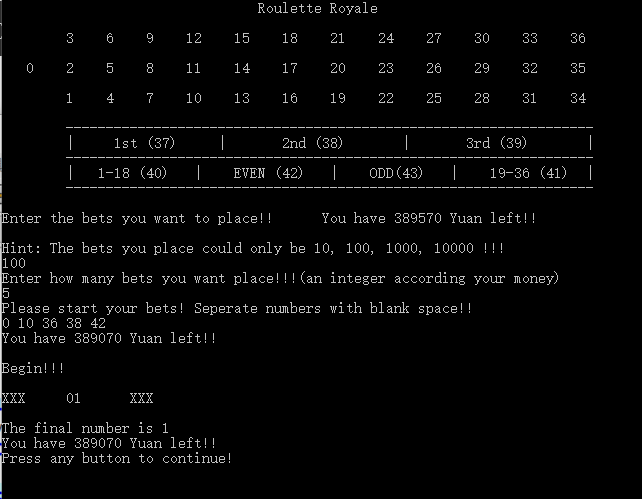 Roulette Royale
3 6 9 12 15 18 21 24 27 30 33 36
0 2 5 8 11 14 17 20 23 26 29 32 35
1 4 7 10 13 16 19 22 25 28 31 34
| 1st (37) | 2nd (38) | 3rd (39) |
| 1-18 (40) | EVEN (42) | ODD(43) | 19-36 (41) |
Enter the bets you want to place!! You have 389570 Yuan left!!
Hint: The bets you place could only be 10, 100, 1000, 10000 !!!
100
Enter how many bets you want place!!!(an integer according your money)
5
Please start your bets! Seperate numbers with blank space!!
0 10 36 38 42
You have 389070 Yuan left!!
Begin!!!
XXX 01 XXX
The final number is 1
You have 389070 Yuan left!!
Press any button to continue!